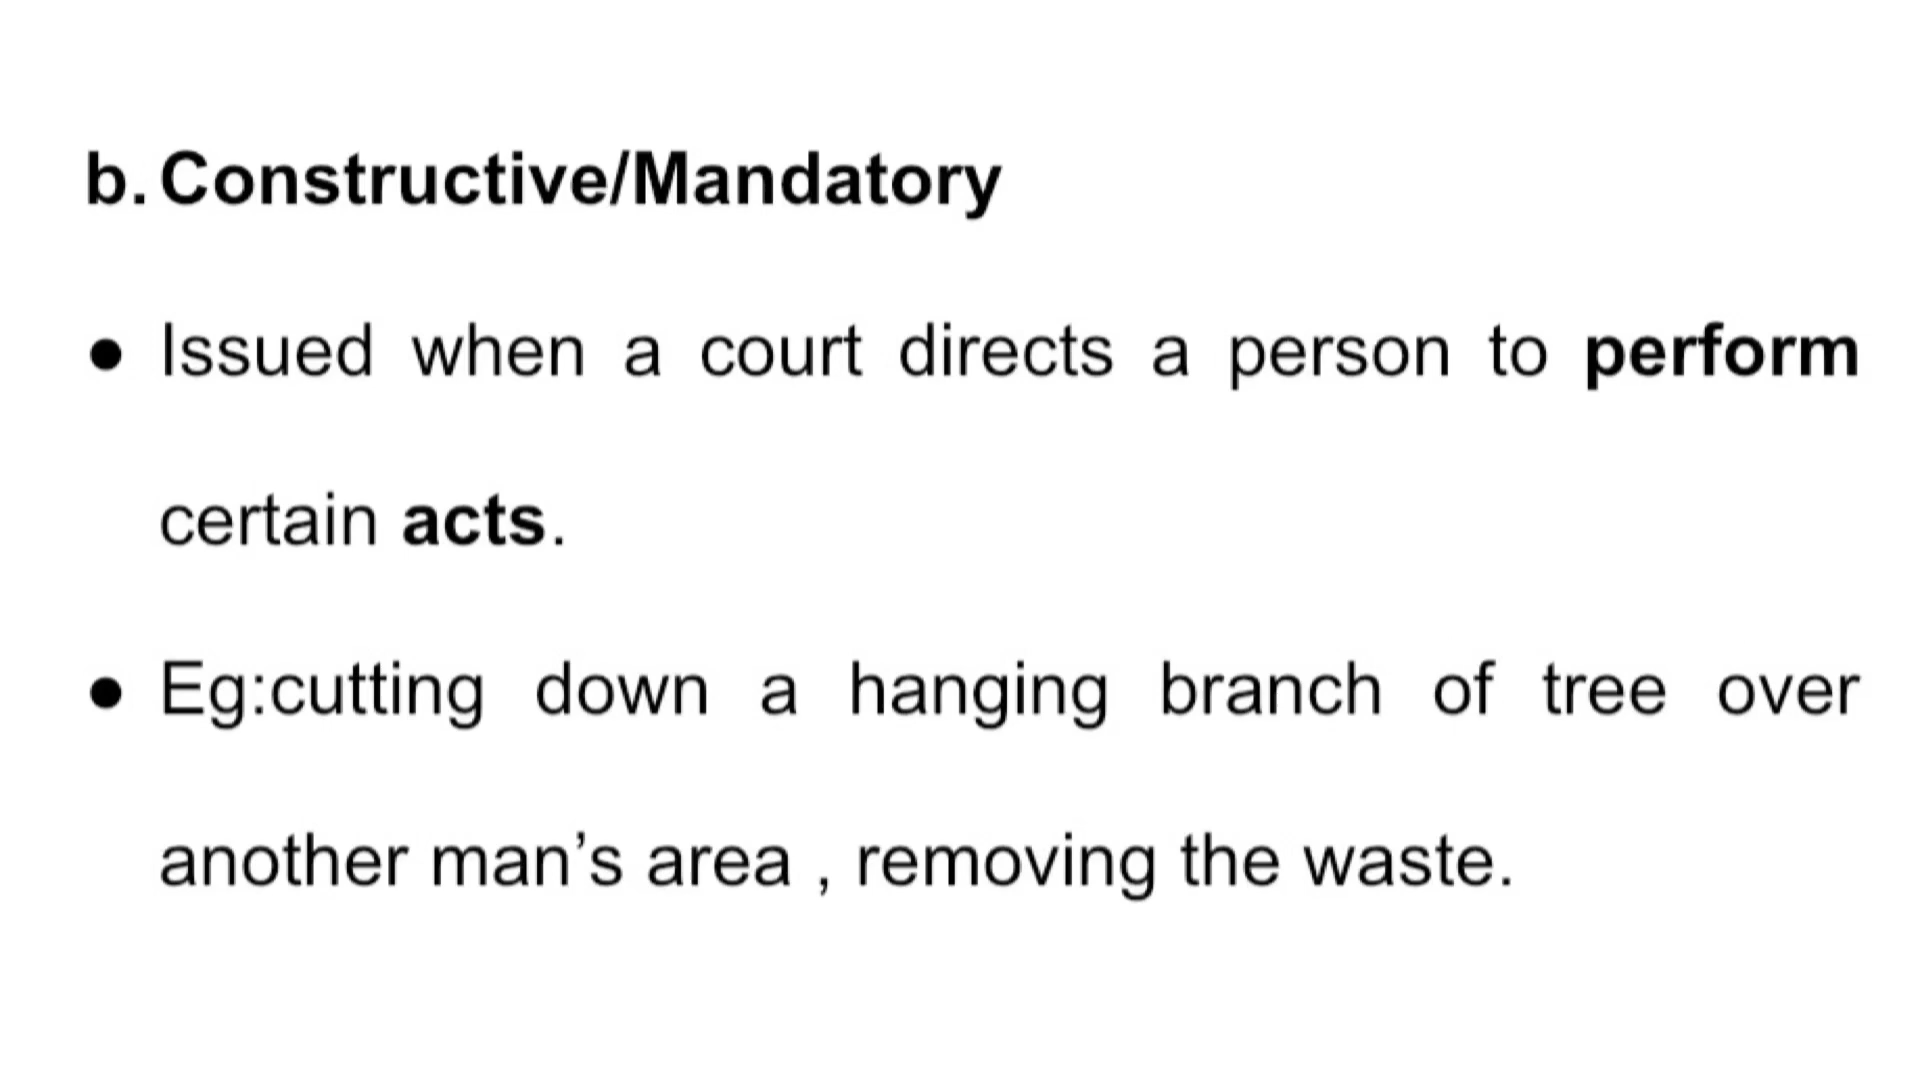 b. Constructive/Mandatory
● Issued when a court directs a person to perform
certain acts.
● Eg:cutting down a hanging branch of tree over
another man’s area , removing the waste.